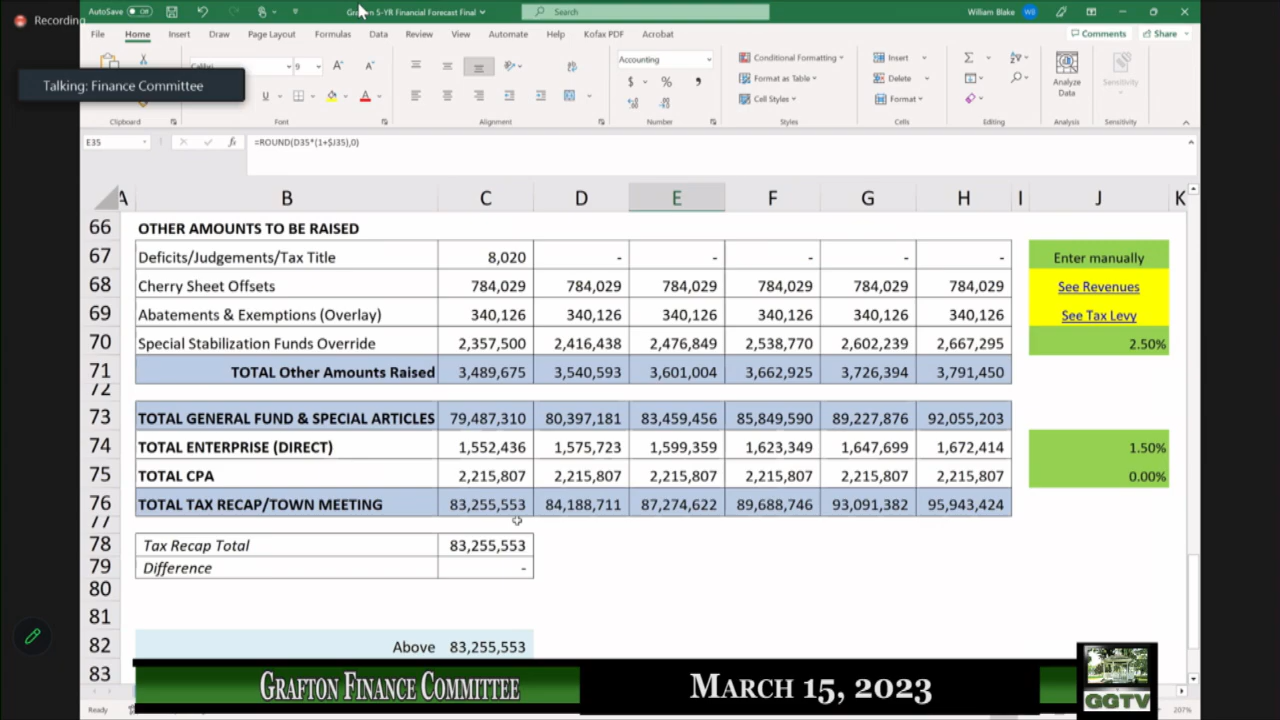 Recording
AutoSave Off
Grafton 5-YR Financial Forecast Final
Search
William Blake
WB
File Home Insert Draw Page Layout Formulas Data Review View Automate Help Kofax PDF Acrobat
Comments Share
Talking: Finance Committee
9
Accounting
Conditional Formatting
Format as Table
Cell Styles
Insert
Delete
Format
Analyze Data
Sensitivity
Clipboard Font Alignment Number Styles Cells Editing Analysis Sensitivity
E35 fx =ROUND(D35*(1+$J35),0)
A B C D E F G H I J K
66 OTHER AMOUNTS TO BE RAISED
67 Deficits/Judgements/Tax Title 8,020 - - - - - Enter manually
68 Cherry Sheet Offsets 784,029 784,029 784,029 784,029 784,029 784,029 See Revenues
69 Abatements & Exemptions (Overlay) 340,126 340,126 340,126 340,126 340,126 340,126 See Tax Levy
70 Special Stabilization Funds Override 2,357,500 2,416,438 2,476,849 2,538,770 2,602,239 2,667,295 2.50%
71 TOTAL Other Amounts Raised 3,489,675 3,540,593 3,601,004 3,662,925 3,726,394 3,791,450
72
73 TOTAL GENERAL FUND & SPECIAL ARTICLES 79,487,310 80,397,181 83,459,456 85,849,590 89,227,876 92,055,203
74 TOTAL ENTERPRISE (DIRECT) 1,552,436 1,575,723 1,599,359 1,623,349 1,647,699 1,672,414 1.50%
75 TOTAL CPA 2,215,807 2,215,807 2,215,807 2,215,807 2,215,807 2,215,807 0.00%
76 TOTAL TAX RECAP/TOWN MEETING 83,255,553 84,188,711 87,274,622 89,688,746 93,091,382 95,943,424
77
78 Tax Recap Total 83,255,553
79 Difference -
80
81
82 Above 83,255,553
83
GRAFTON FINANCE COMMITTEE
MARCH 15, 2023
GGTV
Ready
207%